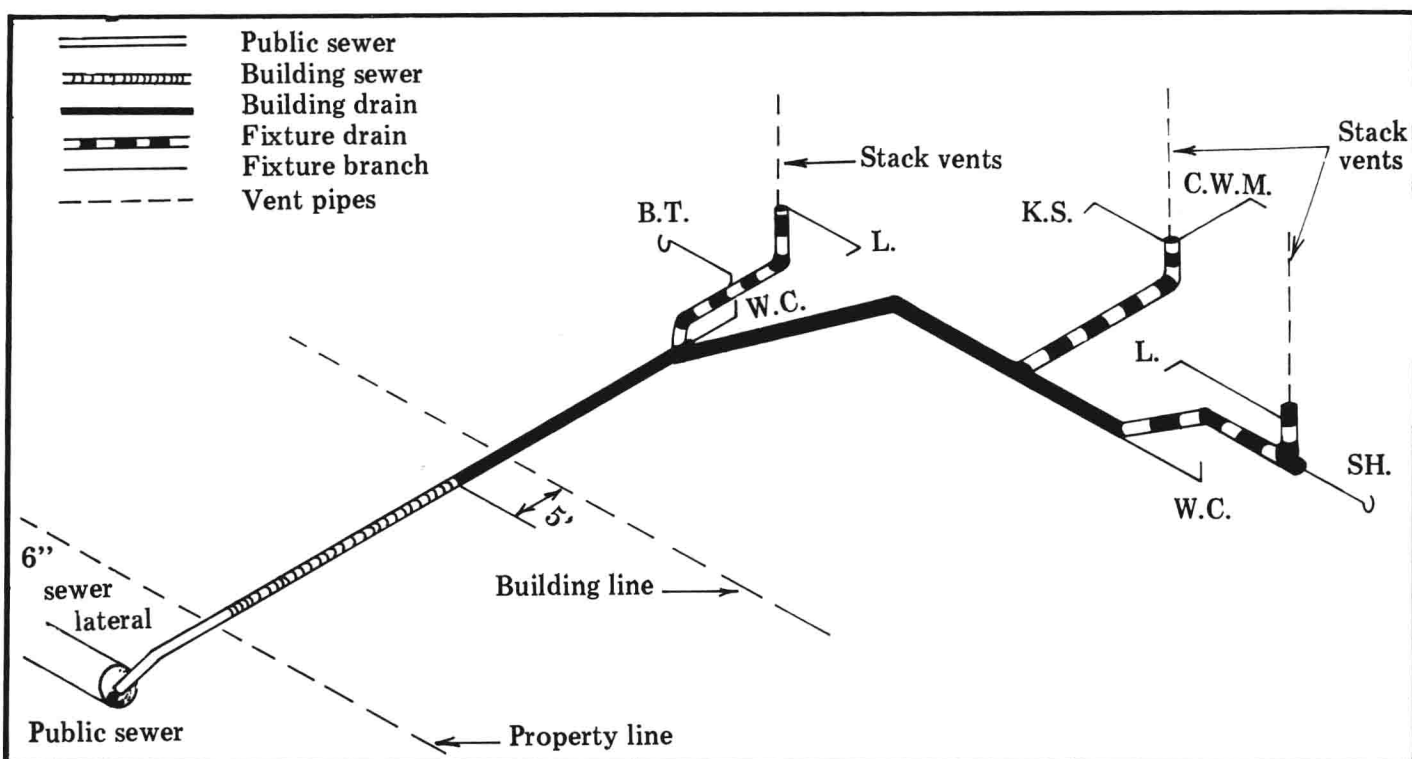 Public sewer
Building sewer
Building drain
Fixture drain
Fixture branch
Vent pipes
Stack vents
Stack
vents
B.T.
L.
W.C.
K.S.
C.W.M.
L.
SH.
W.C.
5'
6”
sewer
lateral
Building line
Public sewer
Property line